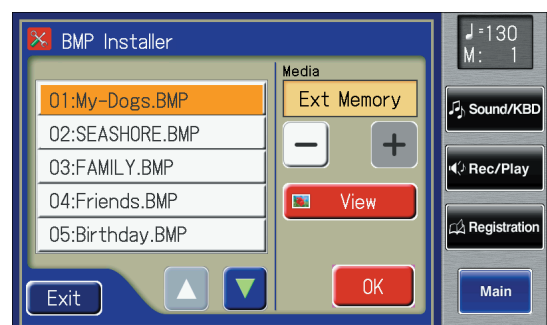 BMP Installer
Media
Ext Memory
01:My-Dogs.BMP
02:SEASHORE.BMP
03:FAMILY.BMP
04:Friends.BMP
05:Birthday.BMP
− +
View
Exit
OK
♩=130
M: 1
Sound/KBD
Rec/Play
Registration
Main